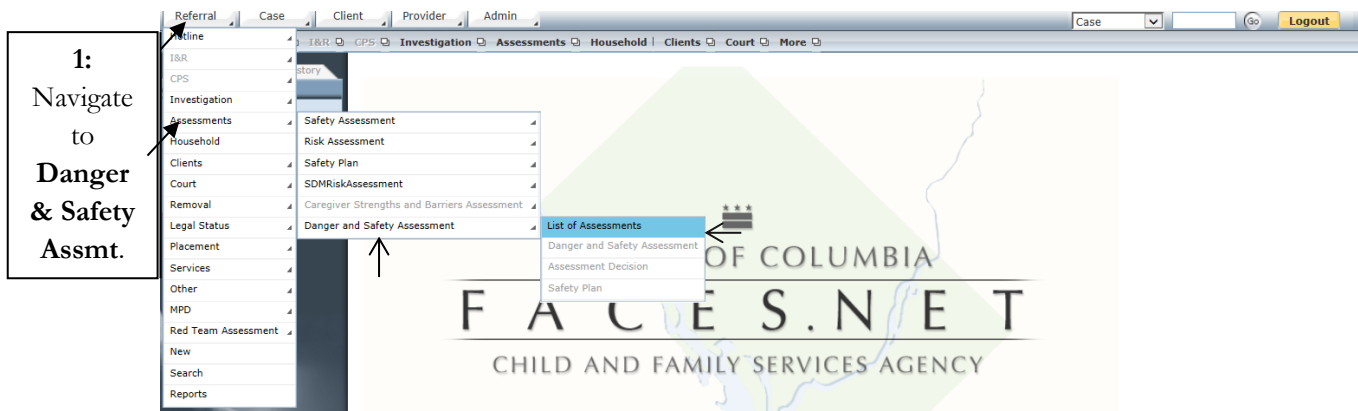 Referral Case Client Provider Admin Case Go Logout
I&R CPS Investigation Assessments Household Clients Court More
1:
Navigate
to
Danger
& Safety
Assmt.
Hotline
I&R
CPS
Investigation
Assessments
Household
Clients
Court
Removal
Legal Status
Placement
Services
Other
MPD
Red Team Assessment
New
Search
Reports
story
Safety Assessment
Risk Assessment
Safety Plan
SDMRiskAssessment
Caregiver Strengths and Barriers Assessment
Danger and Safety Assessment
List of Assessments
Danger and Safety Assessment
Assessment Decision
Safety Plan
OF COLUMBIA
FACES.NET
CHILD AND FAMILY SERVICES AGENCY